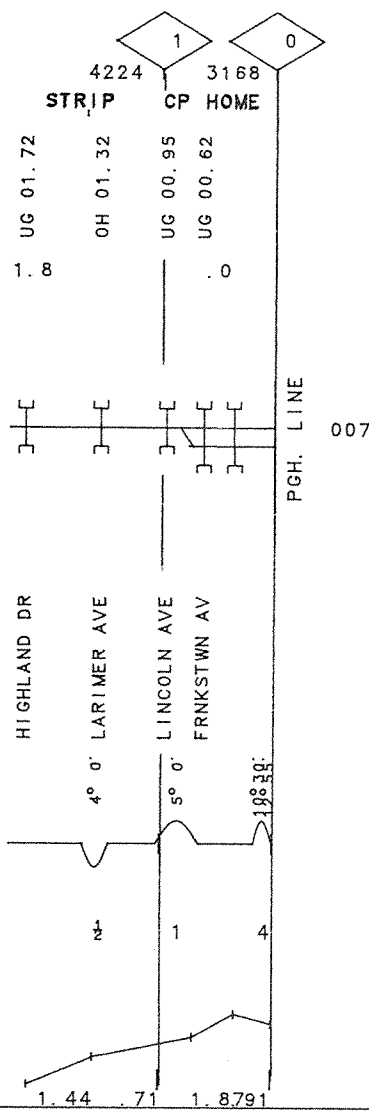 1 0
4224 3168
STRIP CP HOME
UG 01.72
OH 01.32
UG 00.95
UG 00.62
1.8 .0
PGH. LINE
007
HIGHLAND DR
LARIMER AVE
LINCOLN AVE
FRNKSTWN AV
4° 0'
5° 0'
½ 1 4
1.44 .71 1.8 .791